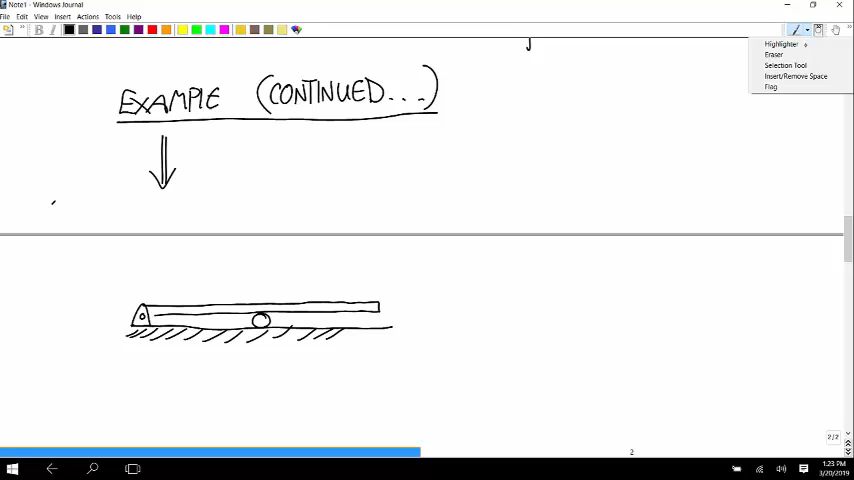 Note1 - Windows Journal
File Edit View Insert Actions Tools Help
B I
Highlighter
Eraser
Selection Tool
Insert/Remove Space
Flag
EXAMPLE (CONTINUED...)
2/2
2
1:23 PM
3/20/2019